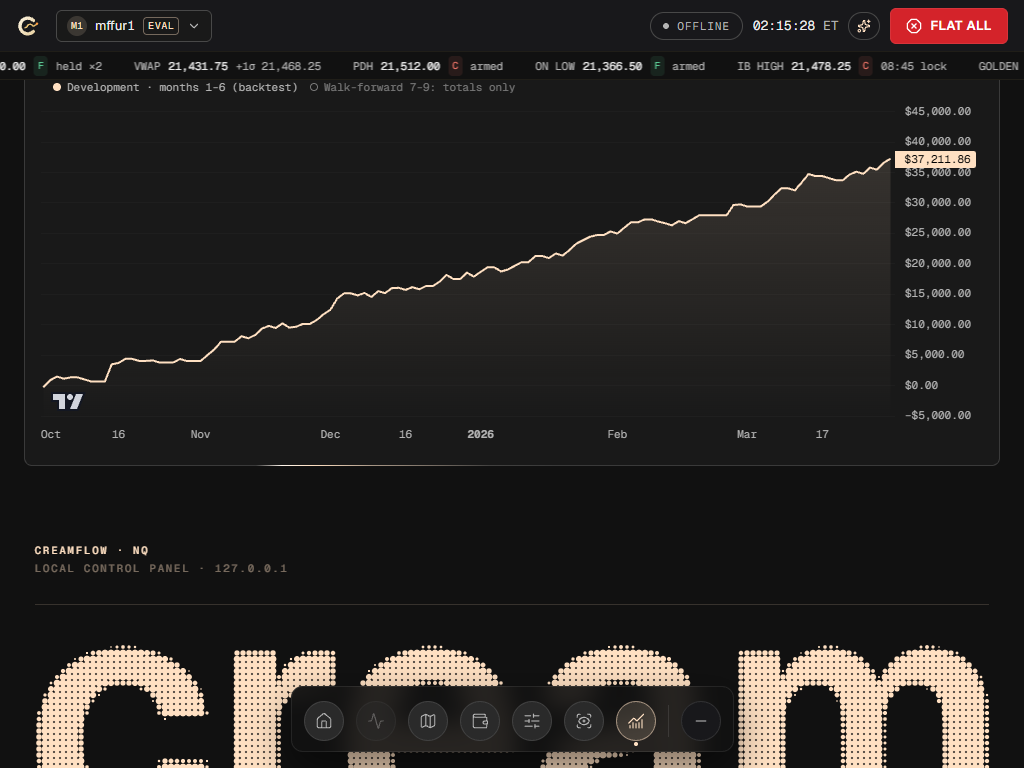 M1 mffur1 EVAL
OFFLINE
02:15:28 ET
FLAT ALL
0.00 F held ×2 VWAP 21,431.75 +1σ 21,468.25 PDH 21,512.00 C armed ON LOW 21,366.50 F armed IB HIGH 21,478.25 C 08:45 lock GOLDEN
Development · months 1-6 (backtest) Walk-forward 7-9: totals only
$45,000.00
$40,000.00
$37,211.86
$35,000.00
$30,000.00
$25,000.00
$20,000.00
$15,000.00
$10,000.00
$5,000.00
$0.00
-$5,000.00
Oct 16 Nov Dec 16 2026 Feb Mar 17
CREAMFLOW · NQ
LOCAL CONTROL PANEL · 127.0.0.1
cream